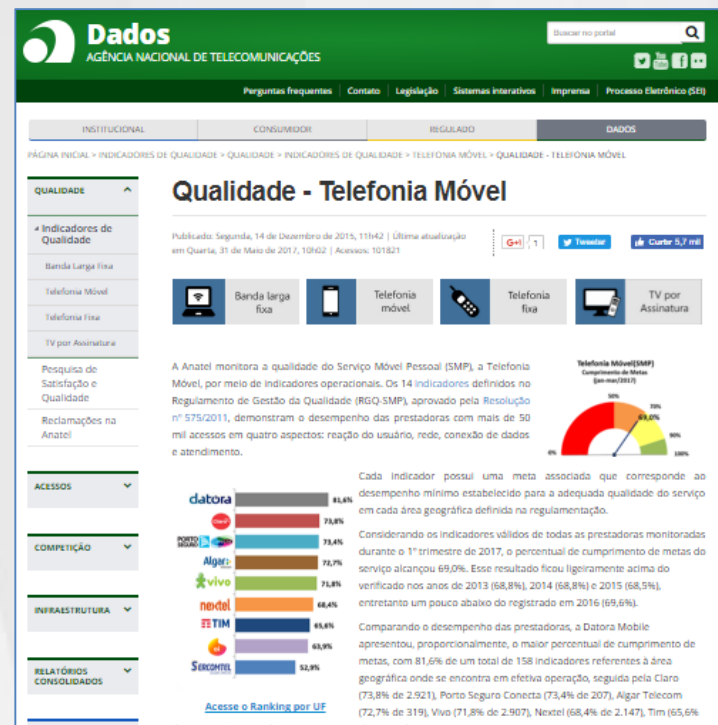 Dados
AGÊNCIA NACIONAL DE TELECOMUNICAÇÕES
Buscar no portal
Perguntas frequentes | Contato | Legislação | Sistemas interativos | Imprensa | Processo Eletrônico (SEI)
INSTITUCIONAL CONSUMIDOR REGULADO DADOS
PÁGINA INICIAL > INDICADORES DE QUALIDADE > QUALIDADE > INDICADORES DE QUALIDADE > TELEFONIA MÓVEL > QUALIDADE - TELEFONIA MÓVEL
QUALIDADE
Indicadores de
Qualidade
Banda Larga Fixa
Telefonia Móvel
Telefonia Fixa
TV por Assinatura
Pesquisa de
Satisfação e
Qualidade
Reclamações na
Anatel
ACESSOS
COMPETIÇÃO
INFRAESTRUTURA
RELATÓRIOS
CONSOLIDADOS
Qualidade - Telefonia Móvel
Publicado: Segunda, 14 de Dezembro de 2015, 11h42 | Última atualização
em Quarta, 31 de Maio de 2017, 10h02 | Acessos: 101821
G+1 1
Tweetar
Curtir 5,7 mil
Banda larga
fixa
Telefonia
móvel
Telefonia
fixa
TV por
Assinatura
A Anatel monitora a qualidade do Serviço Móvel Pessoal (SMP), a Telefonia
Móvel, por meio de indicadores operacionais. Os 14 indicadores definidos no
Regulamento de Gestão da Qualidade (RGQ-SMP), aprovado pela Resolução
nº 575/2011, demonstram o desempenho das prestadoras com mais de 50
mil acessos em quatro aspectos: reação do usuário, rede, conexão de dados
e atendimento.
Telefonia Móvel(SMP)
Cumprimento de Metas
(jan-mar/2017)
50%
70%
69,0%
90%
0%
100%
datora 81,6%
Claro 73,8%
PORTO SEGURO 73,4%
Algar 72,7%
vivo 71,8%
nextel 68,4%
TIM 65,6%
oi 63,9%
SERCOMTEL 52,9%
Acesse o Ranking por UF
Cada indicador possui uma meta associada que corresponde ao
desempenho mínimo estabelecido para a adequada qualidade do serviço
em cada área geográfica definida na regulamentação.
Considerando os indicadores válidos de todas as prestadoras monitoradas
durante o 1º trimestre de 2017, o percentual de cumprimento de metas do
serviço alcançou 69,0%. Esse resultado ficou ligeiramente acima do
verificado nos anos de 2013 (68,8%), 2014 (68,8%) e 2015 (68,5%),
entretanto um pouco abaixo do registrado em 2016 (69,6%).
Comparando o desempenho das prestadoras, a Datora Mobile
apresentou, proporcionalmente, o maior percentual de cumprimento de
metas, com 81,6% de um total de 158 indicadores referentes à área
geográfica onde se encontra em efetiva operação, seguida pela Claro
(73,8% de 2.921), Porto Seguro Conecta (73,4% de 207), Algar Telecom
(72,7% de 319), Vivo (71,8% de 2.907), Nextel (68,4% de 2.147), Tim (65,6%